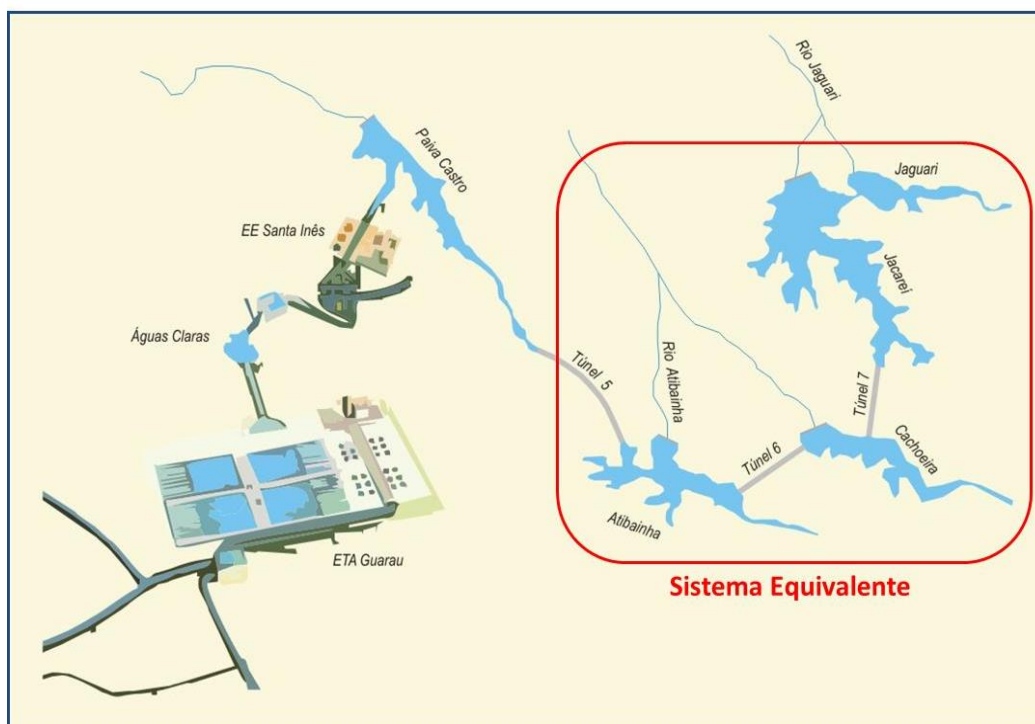 Rio Jaguari
Paiva Castro
Jaguari
EE Santa Inês
Jacareí
Águas Claras
Túnel 5
Rio Atibainha
Túnel 7
Túnel 6
Cachoeira
Atibainha
ETA Guarau
Sistema Equivalente